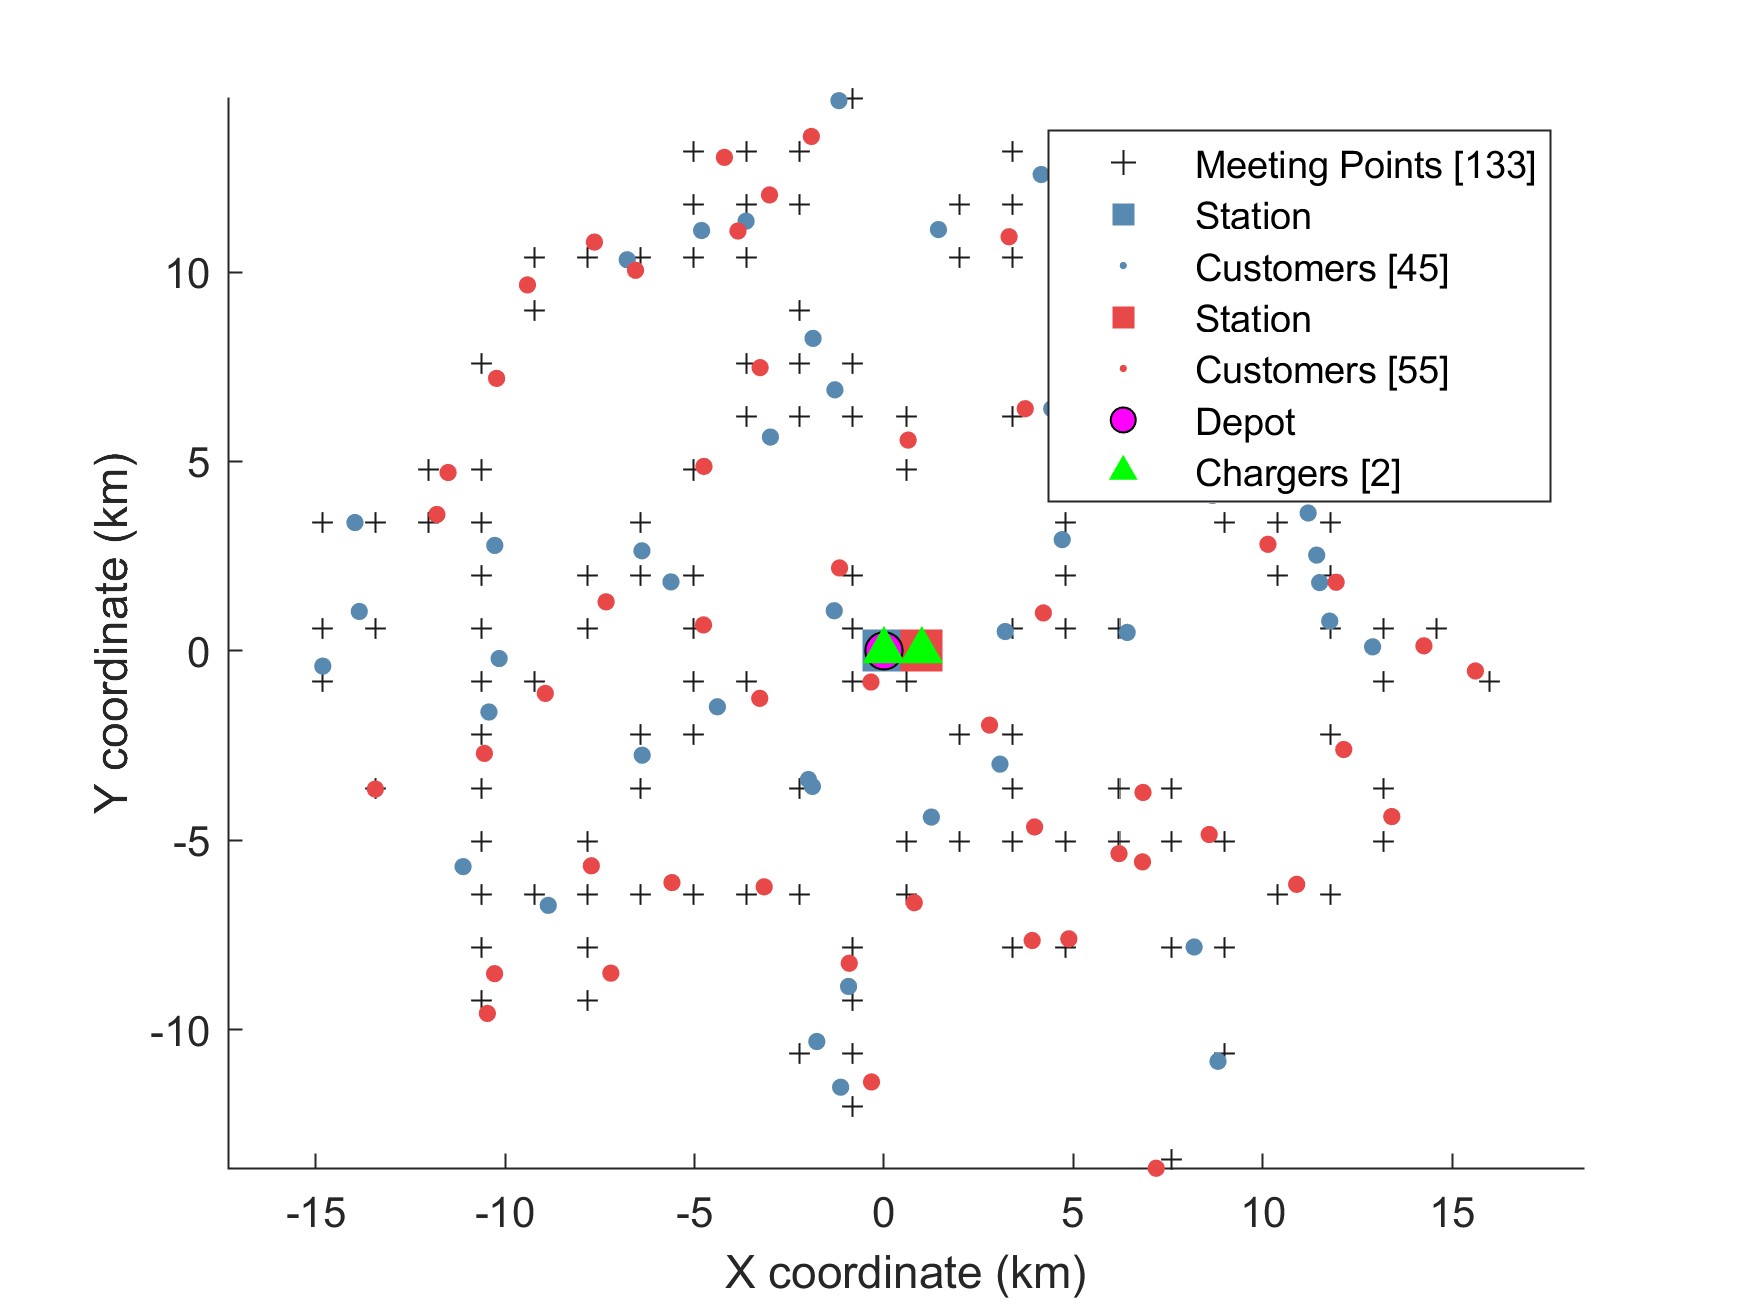 Meeting Points [133]
Station
Customers [45]
Station
Customers [55]
Depot
Chargers [2]
10
5
0
-5
-10
Y coordinate (km)
-15
-10
-5
0
5
10
15
X coordinate (km)